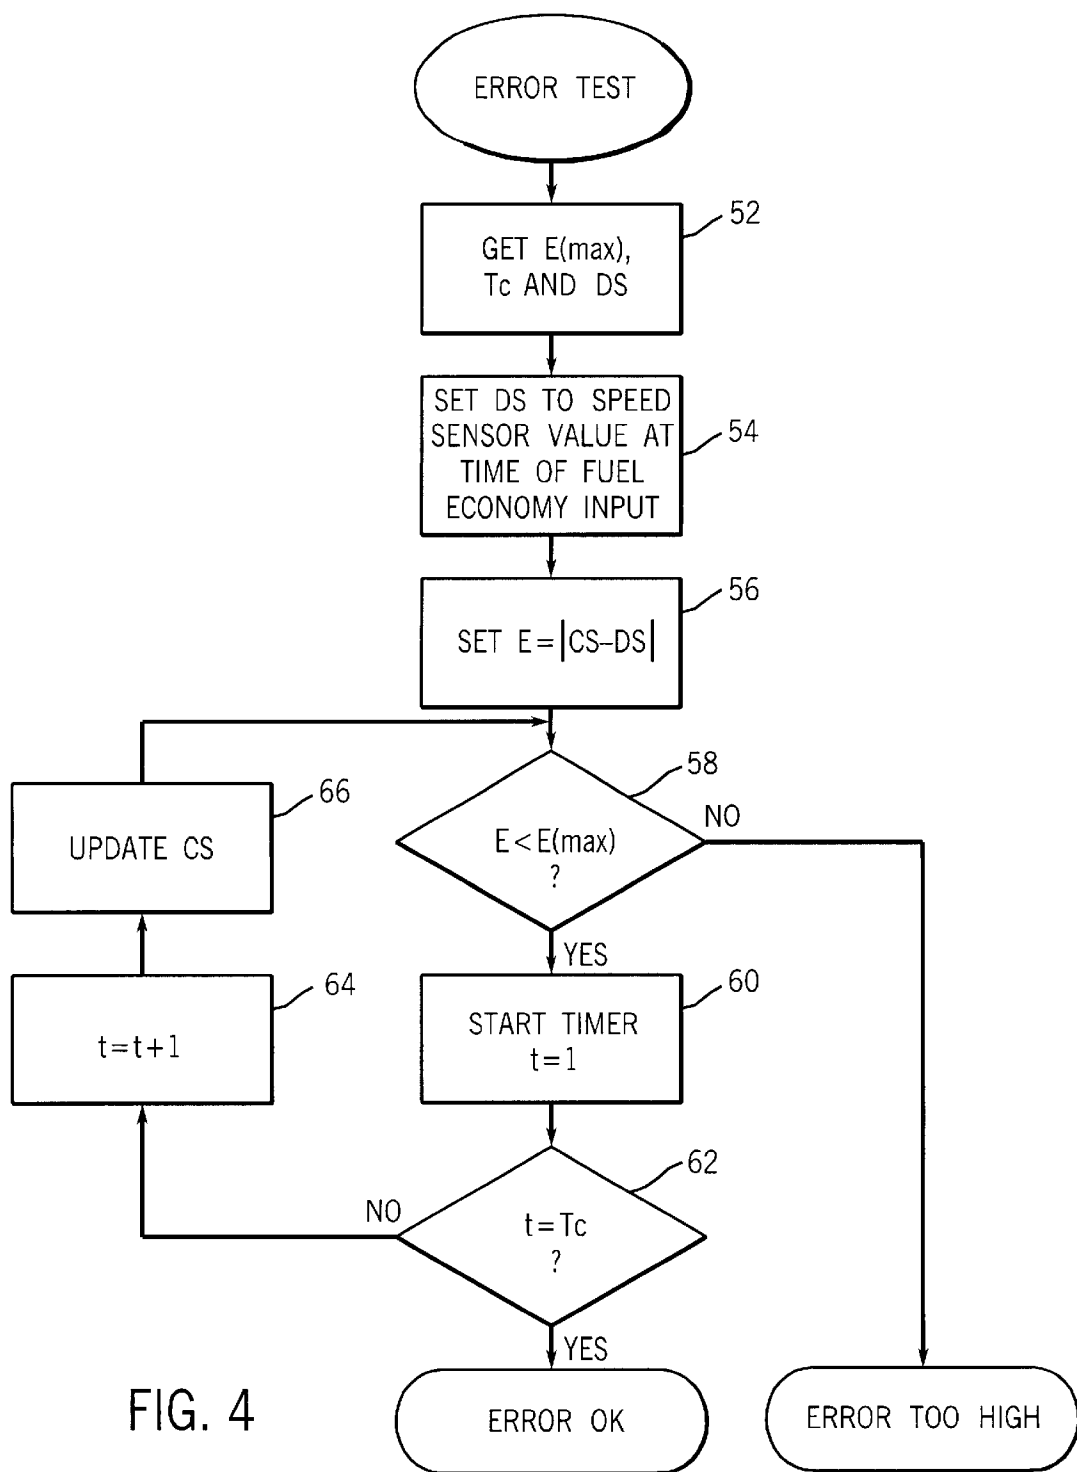 ERROR TEST
52
GET E(max),
Tc AND DS
SET DS TO SPEED
SENSOR VALUE AT
TIME OF FUEL
ECONOMY INPUT
54
56
SET E=|CS–DS|
58
E<E(max)
?
NO
YES
66
UPDATE CS
64
t=t+1
60
START TIMER
t=1
62
t=Tc
?
NO
YES
ERROR OK
ERROR TOO HIGH
FIG. 4